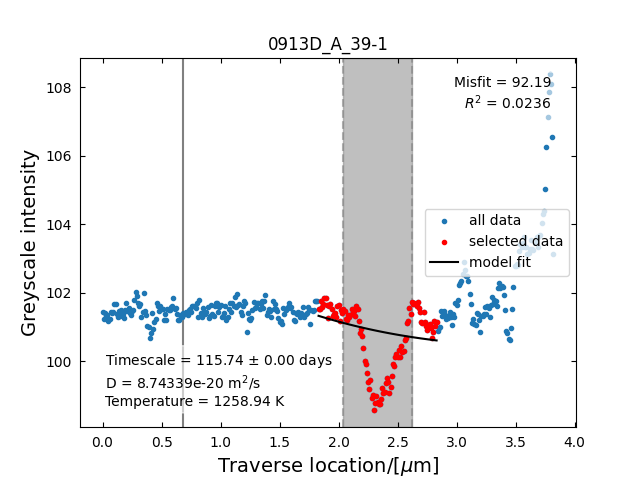 0913D_A_39-1
Misfit = 92.19
R² = 0.0236
Greyscale intensity
108
106
104
102
100
all data
selected data
model fit
Timescale = 115.74 ± 0.00 days
D = 8.74339e-20 m²/s
Temperature = 1258.94 K
0.0 0.5 1.0 1.5 2.0 2.5 3.0 3.5 4.0
Traverse location/[μm]